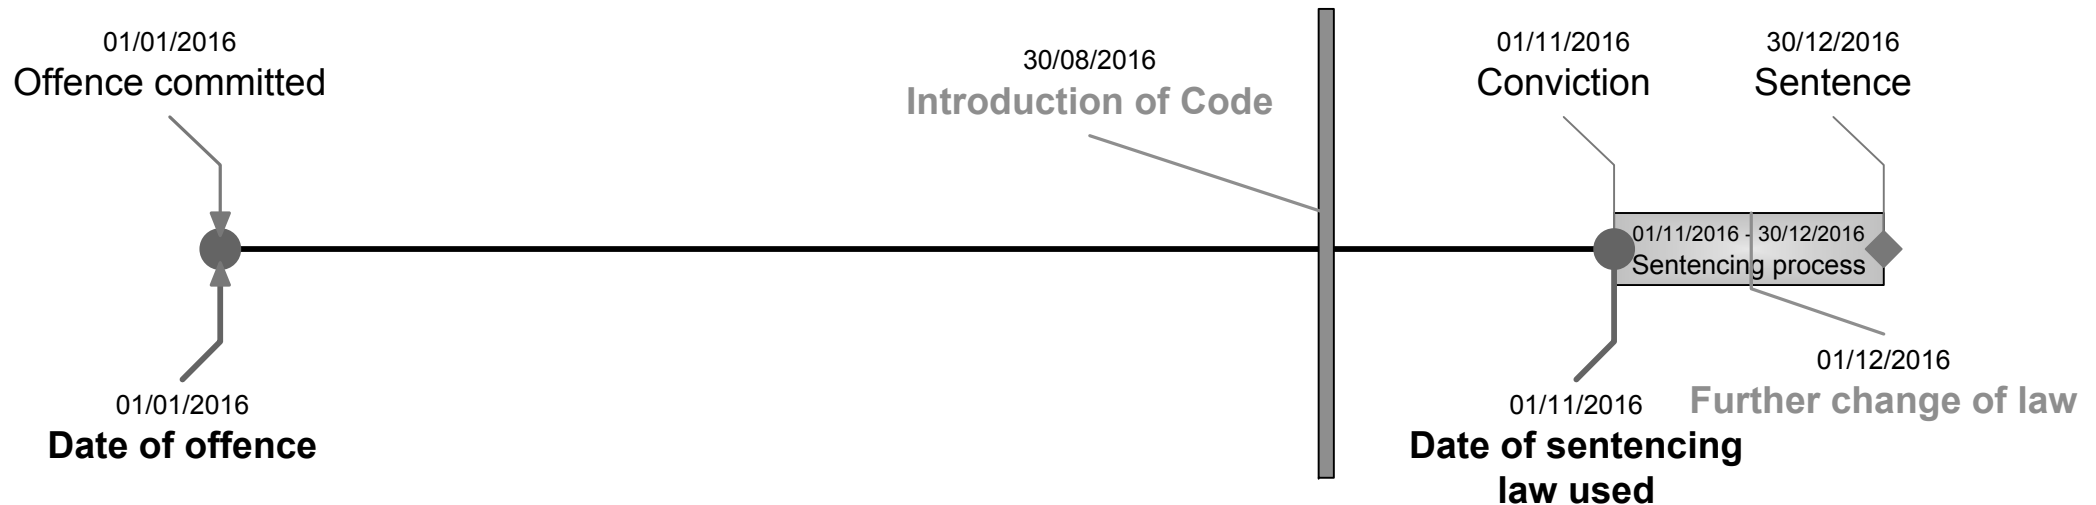 01/01/2016
Offence committed
30/08/2016
Introduction of Code
01/11/2016
Conviction
30/12/2016
Sentence
01/11/2016 - 30/12/2016
Sentencing process
01/01/2016
Date of offence
01/11/2016
Date of sentencing
law used
01/12/2016
Further change of law